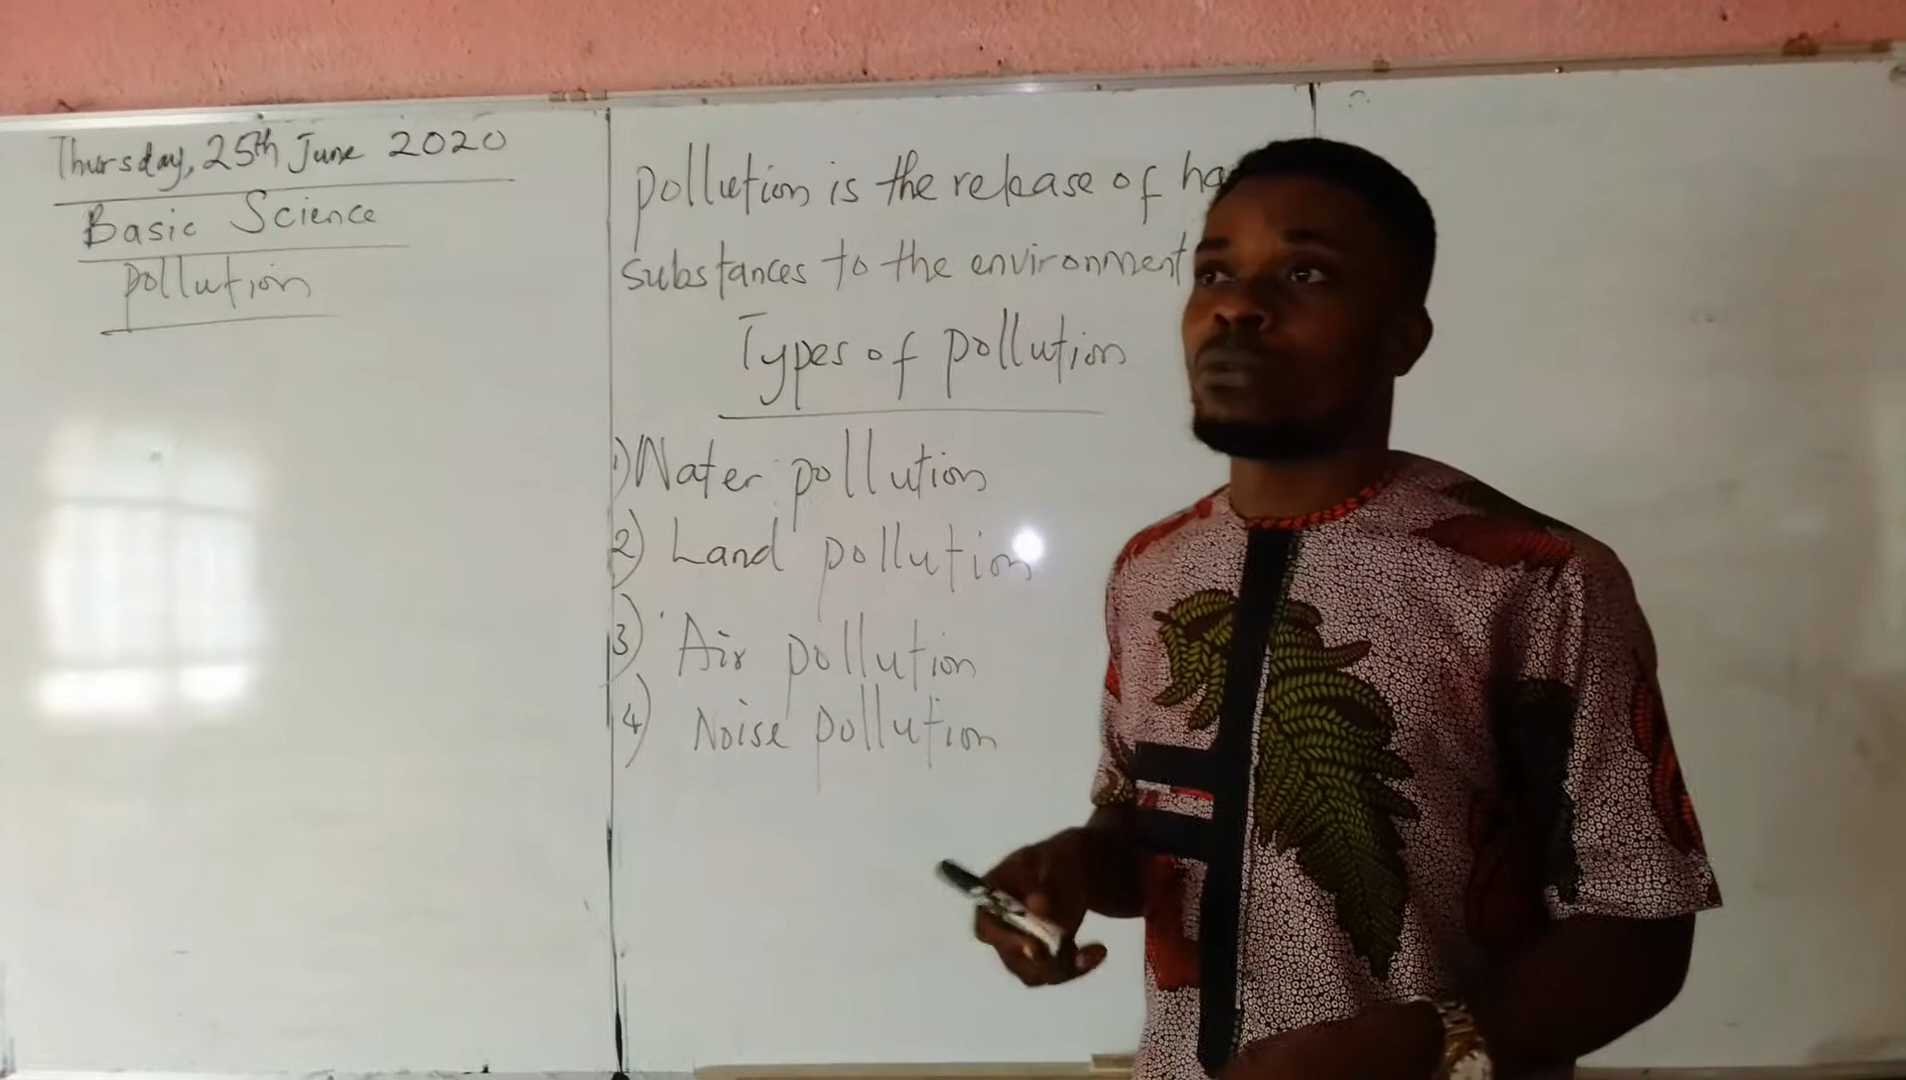 Thursday, 25th June 2020
Basic Science
pollution
pollution is the release of ha
substances to the environment
Types of pollution
1) Water pollution
2) Land pollution
3) Air pollution
4) Noise pollution